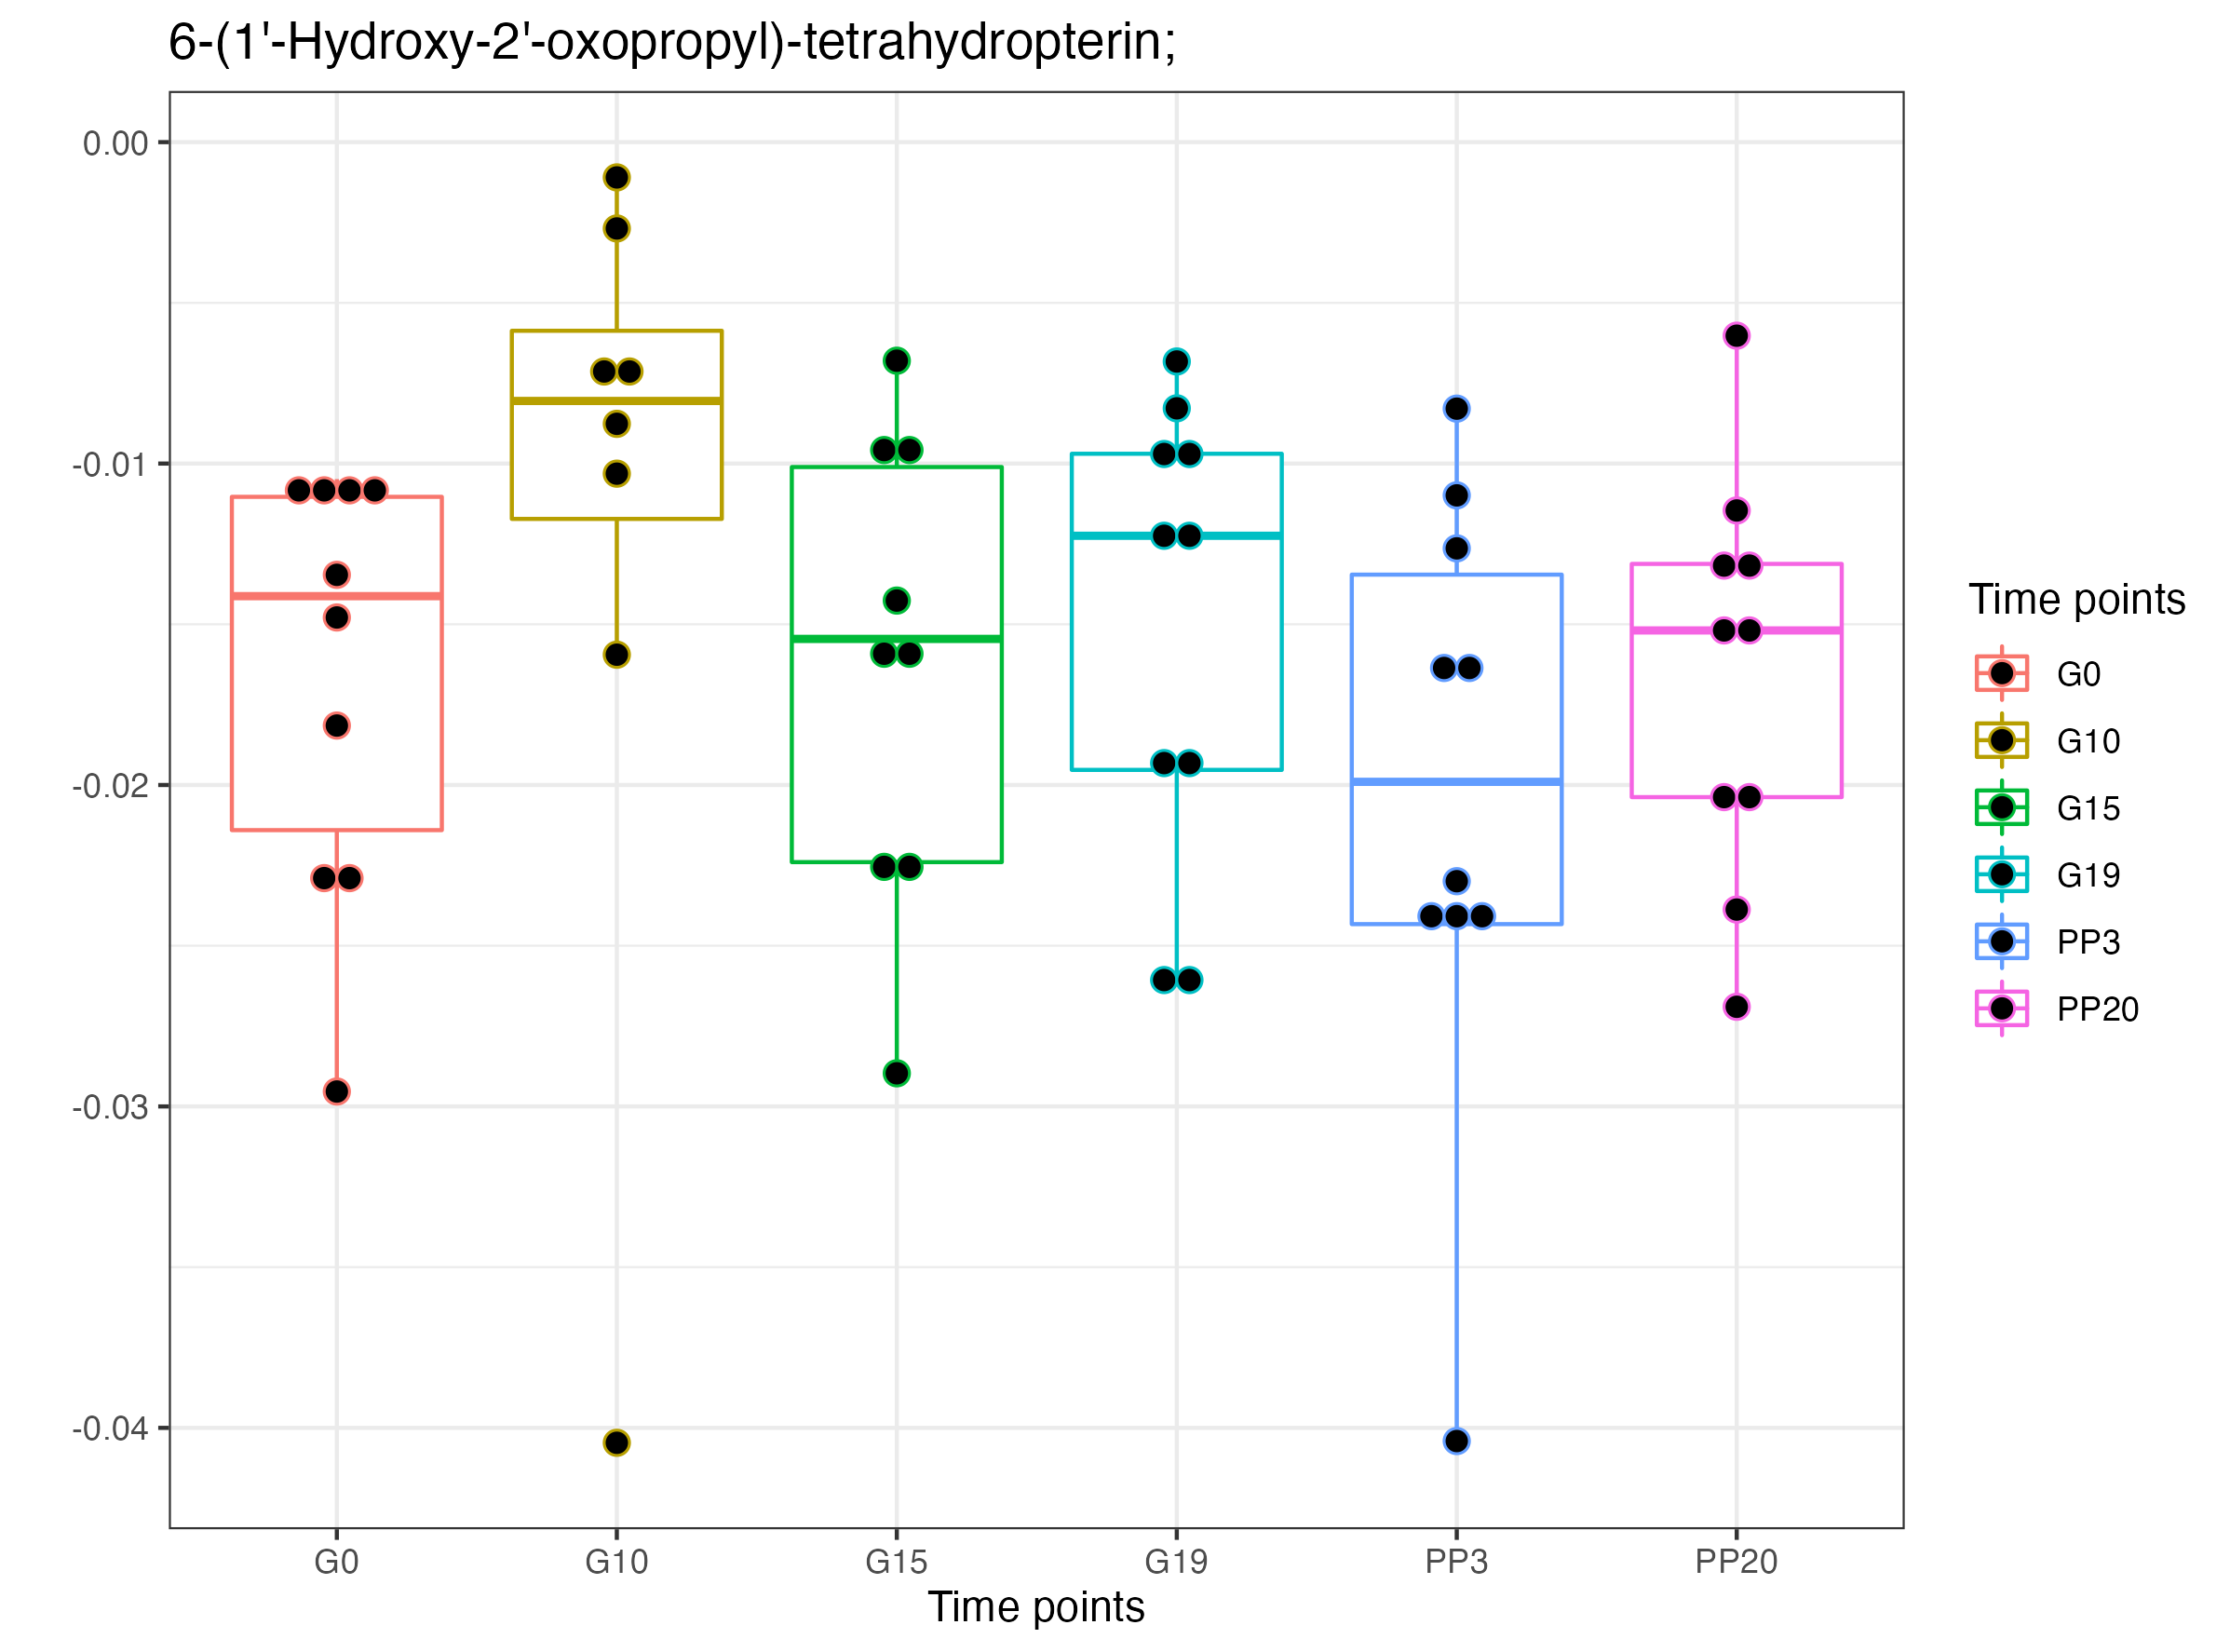 6-(1'-Hydroxy-2'-oxopropyl)-tetrahydropterin;
0.00
-0.01
-0.02
-0.03
-0.04
G0 G10 G15 G19 PP3 PP20
Time points
Time points
G0
G10
G15
G19
PP3
PP20